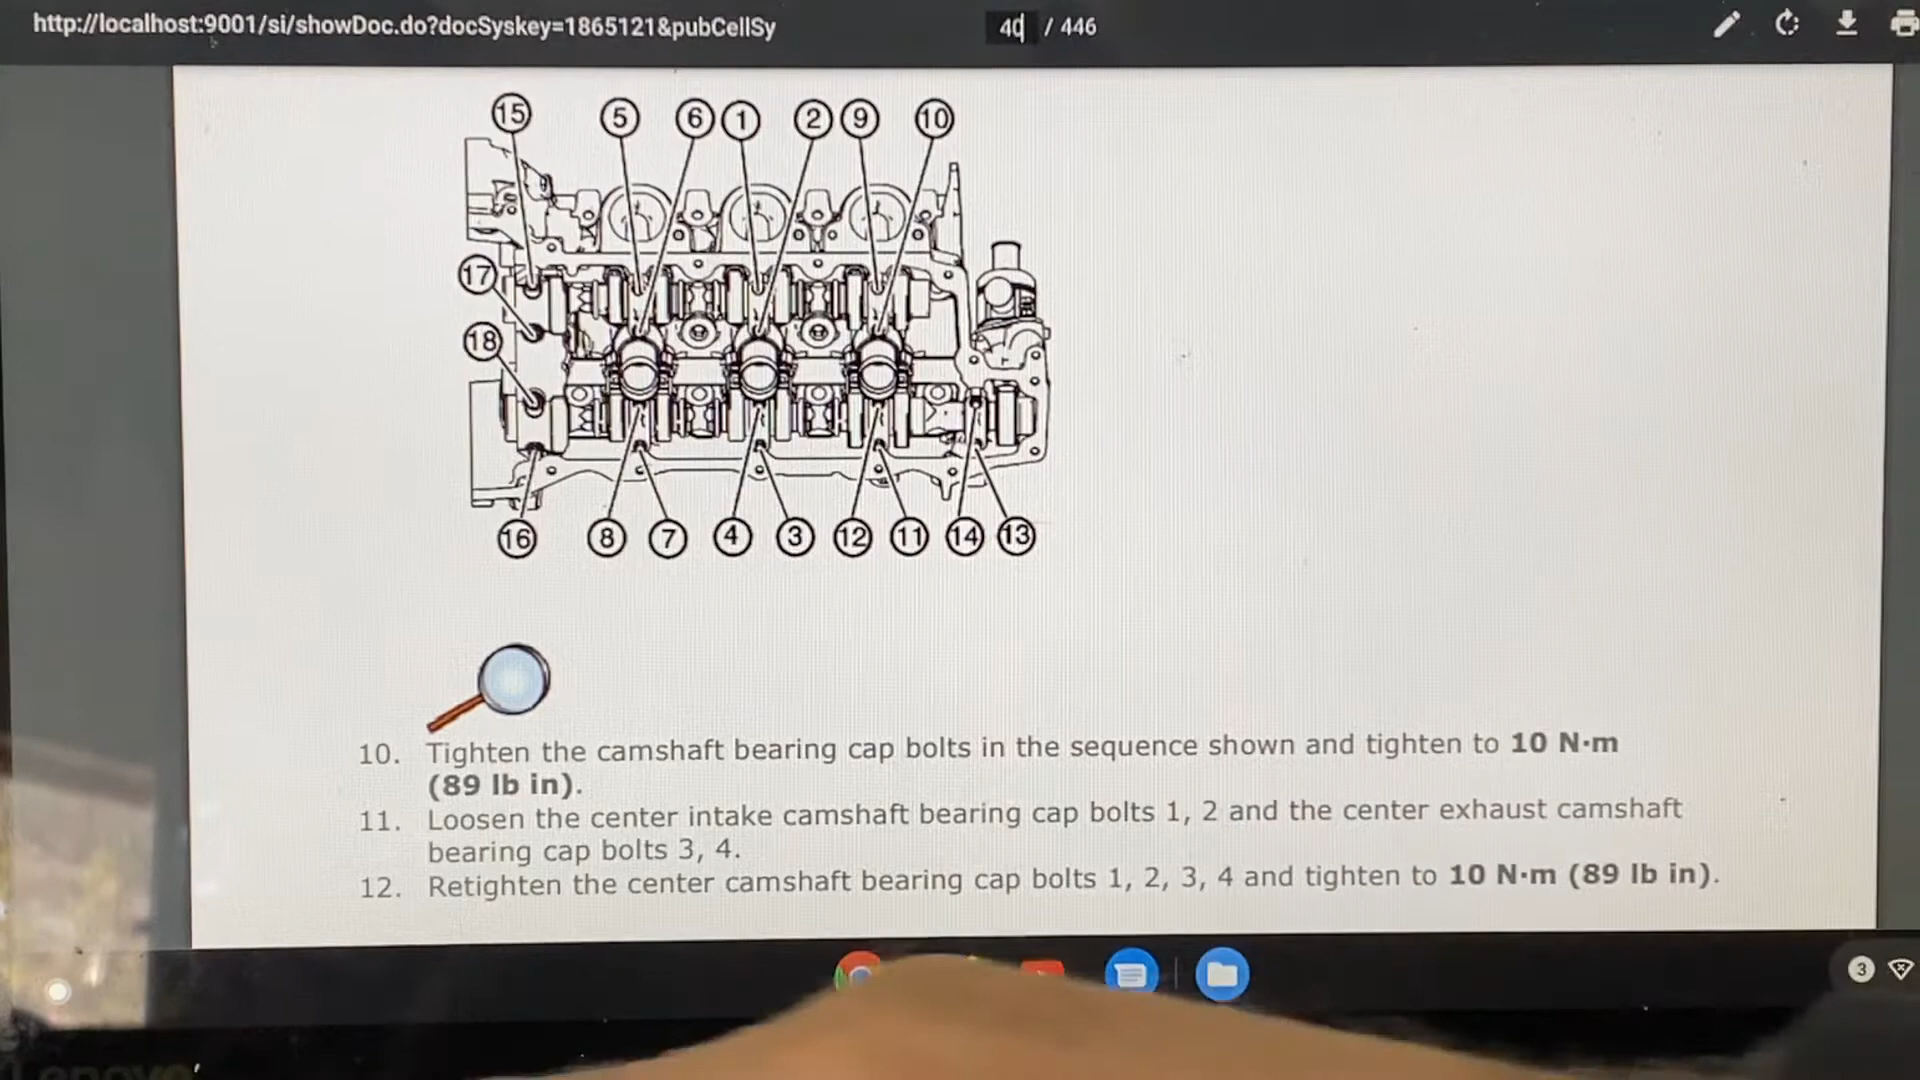 http://localhost:9001/si/showDoc.do?docSyskey=1865121&pubCellSy 40 / 446
15 5 6 1 2 9 10
17
18
16 8 7 4 3 12 11 14 13
10. Tighten the camshaft bearing cap bolts in the sequence shown and tighten to 10 N·m
(89 lb in).
11. Loosen the center intake camshaft bearing cap bolts 1, 2 and the center exhaust camshaft
bearing cap bolts 3, 4.
12. Retighten the center camshaft bearing cap bolts 1, 2, 3, 4 and tighten to 10 N·m (89 lb in).
3
Lenovo